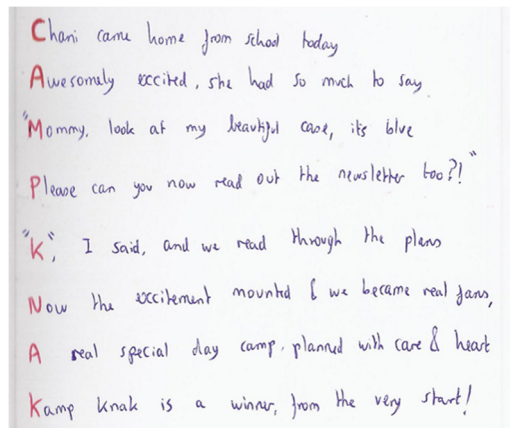 Chani came home from school today
Awesomely excited, she had so much to say
"Mommy, look at my beautiful case, it's blue
Please can you now read out the newsletter too?!"
"K", I said, and we read through the plans
Now the excitement mounted & we became real fans,
A real special day camp, planned with care & heart
Kamp Knak is a winner, from the very start!